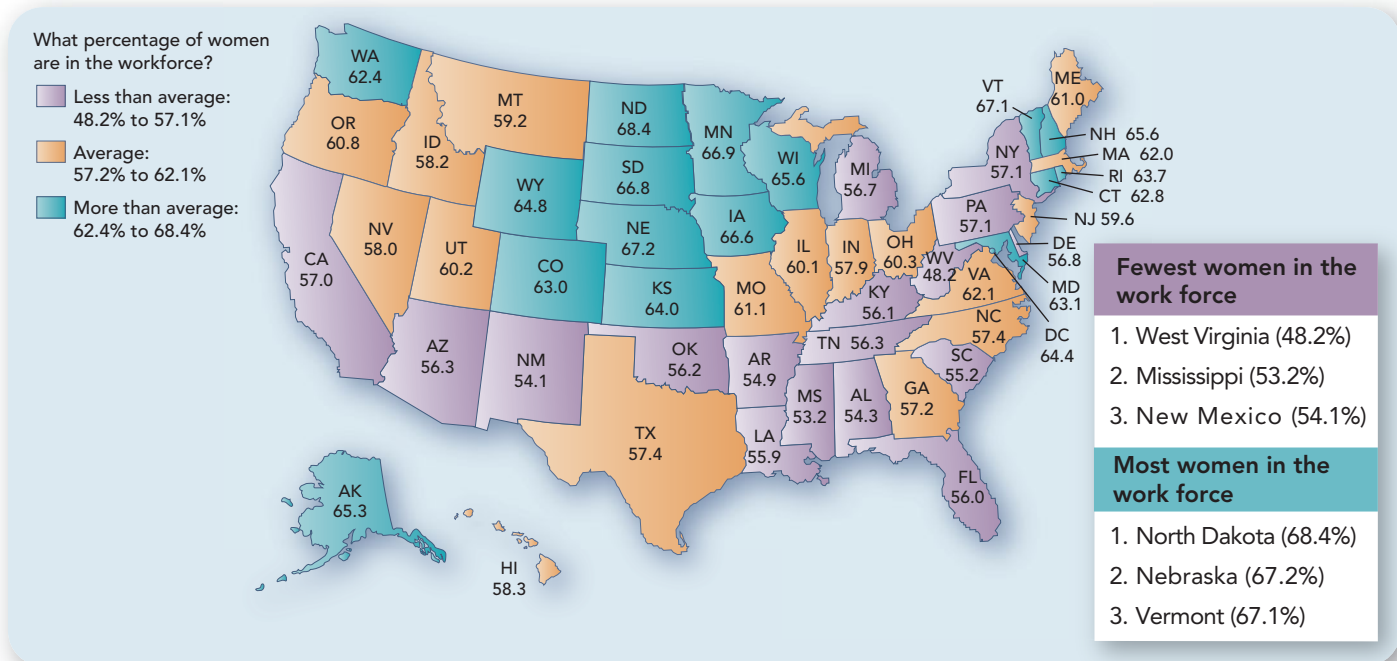 What percentage of women
are in the workforce?
Less than average:
48.2% to 57.1%
Average:
57.2% to 62.1%
More than average:
62.4% to 68.4%
WA
62.4
OR
60.8
CA
57.0
ID
58.2
NV
58.0
MT
59.2
WY
64.8
UT
60.2
AZ
56.3
CO
63.0
NM
54.1
ND
68.4
SD
66.8
NE
67.2
KS
64.0
OK
56.2
TX
57.4
MN
66.9
IA
66.6
MO
61.1
AR
54.9
LA
55.9
WI
65.6
IL
60.1
MI
56.7
IN
57.9
OH
60.3
KY
56.1
TN 56.3
MS
53.2
AL
54.3
GA
57.2
FL
56.0
SC
55.2
NC
57.4
VA
62.1
WV
48.2
PA
57.1
NY
57.1
VT
67.1
ME
61.0
NH 65.6
MA 62.0
RI 63.7
CT 62.8
NJ 59.6
DE
56.8
MD
63.1
DC
64.4
AK
65.3
HI
58.3
Fewest women in the
work force
1. West Virginia (48.2%)
2. Mississippi (53.2%)
3. New Mexico (54.1%)
Most women in the
work force
1. North Dakota (68.4%)
2. Nebraska (67.2%)
3. Vermont (67.1%)